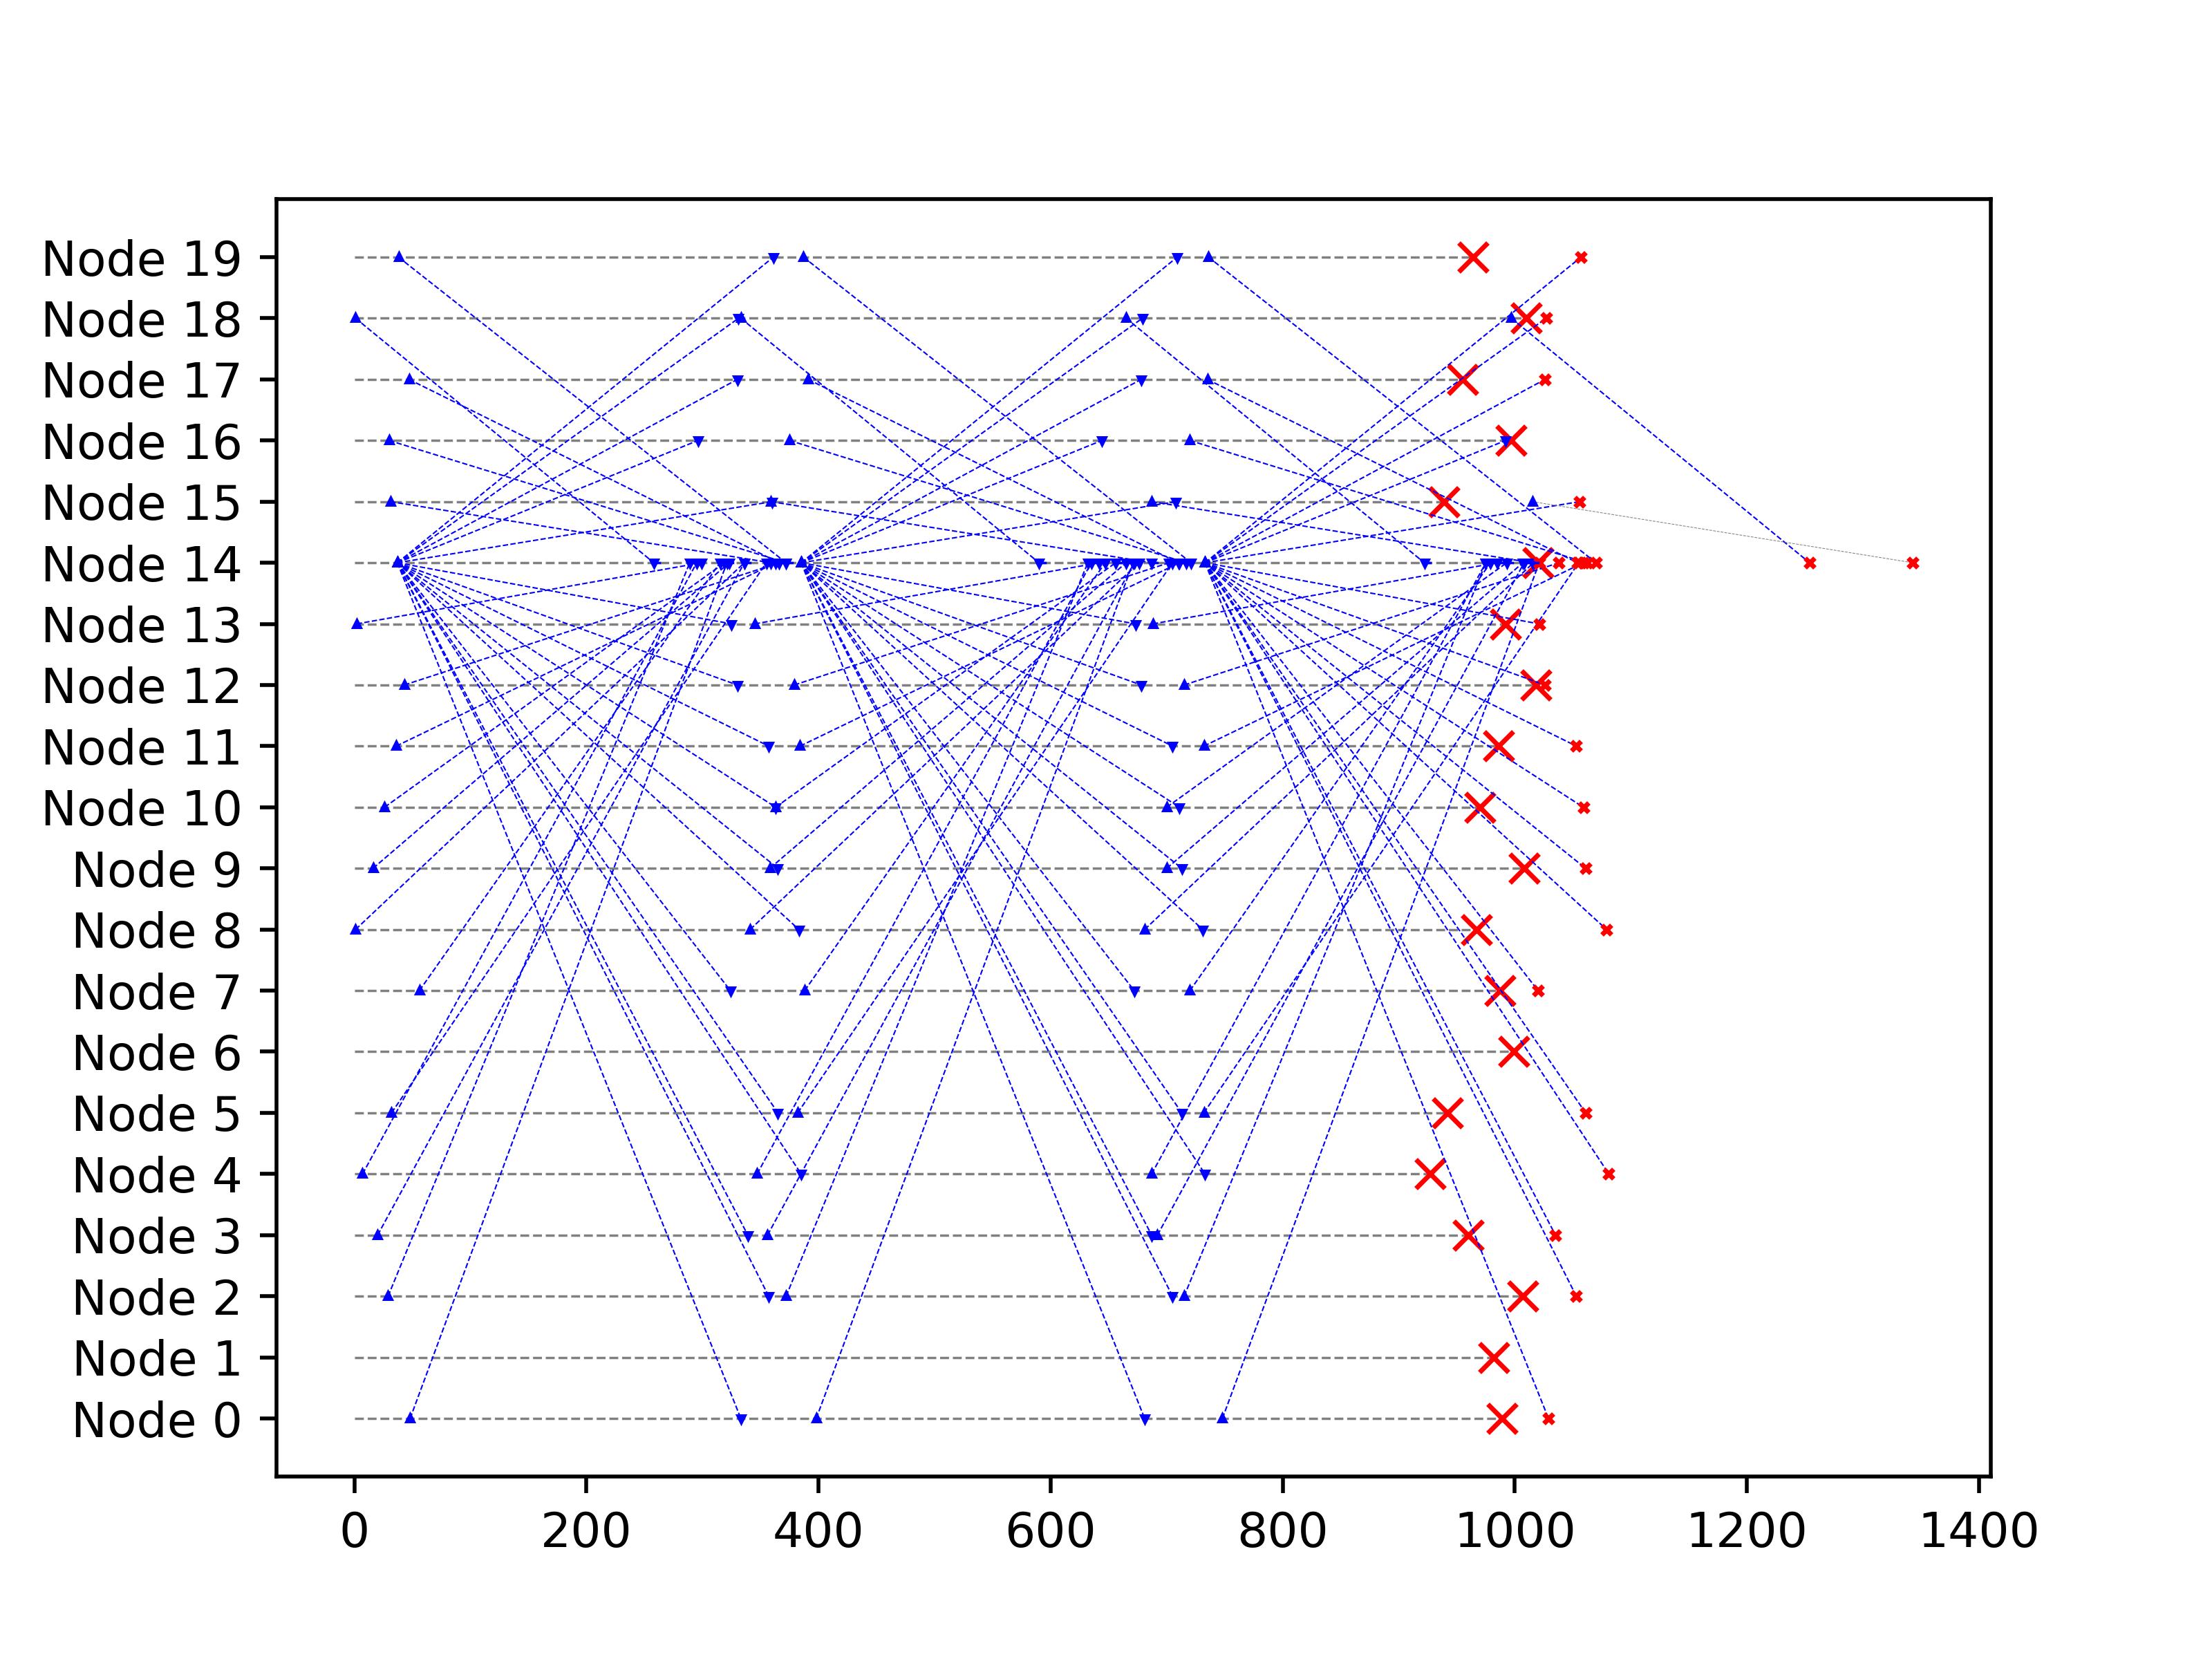 Node 19
Node 18
Node 17
Node 16
Node 15
Node 14
Node 13
Node 12
Node 11
Node 10
Node 9
Node 8
Node 7
Node 6
Node 5
Node 4
Node 3
Node 2
Node 1
Node 0
0 200 400 600 800 1000 1200 1400